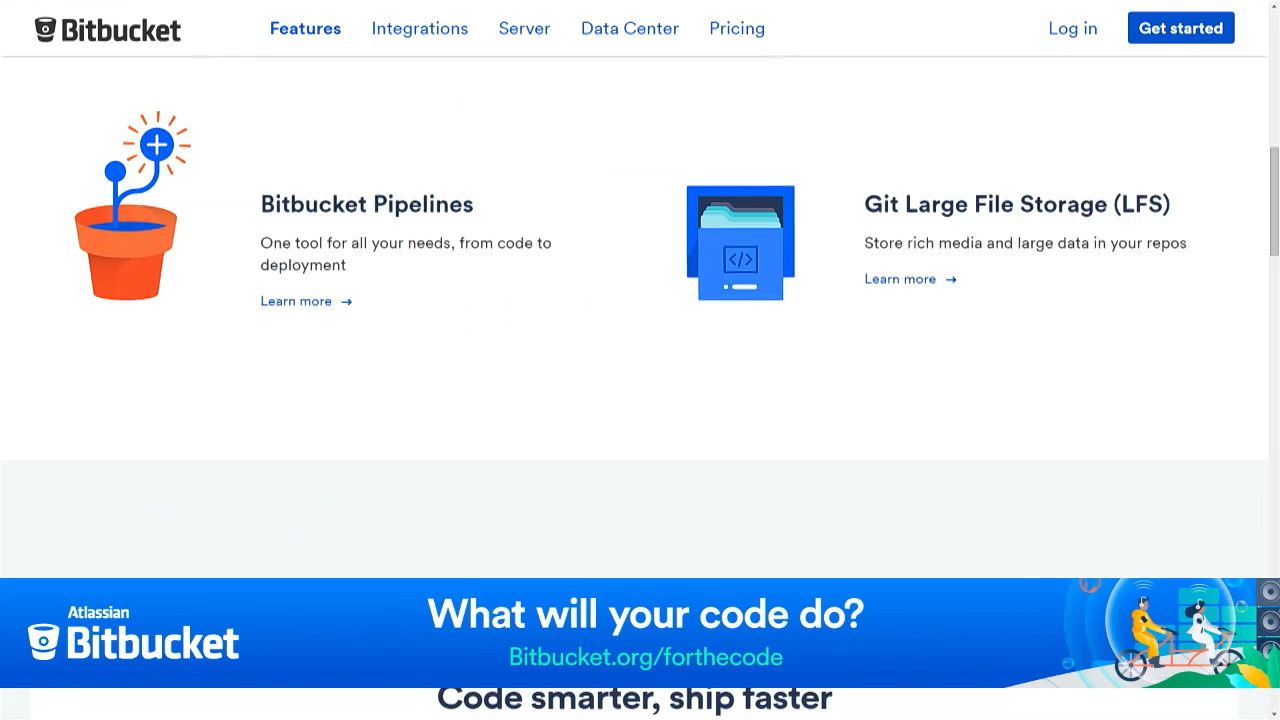 Bitbucket
Features
Integrations
Server
Data Center
Pricing
Log in
Get started
Bitbucket Pipelines
One tool for all your needs, from code to
deployment
Learn more →
Git Large File Storage (LFS)
Store rich media and large data in your repos
Learn more →
</>
Atlassian
Bitbucket
What will your code do?
Bitbucket.org/forthecode
Code smarter, ship faster